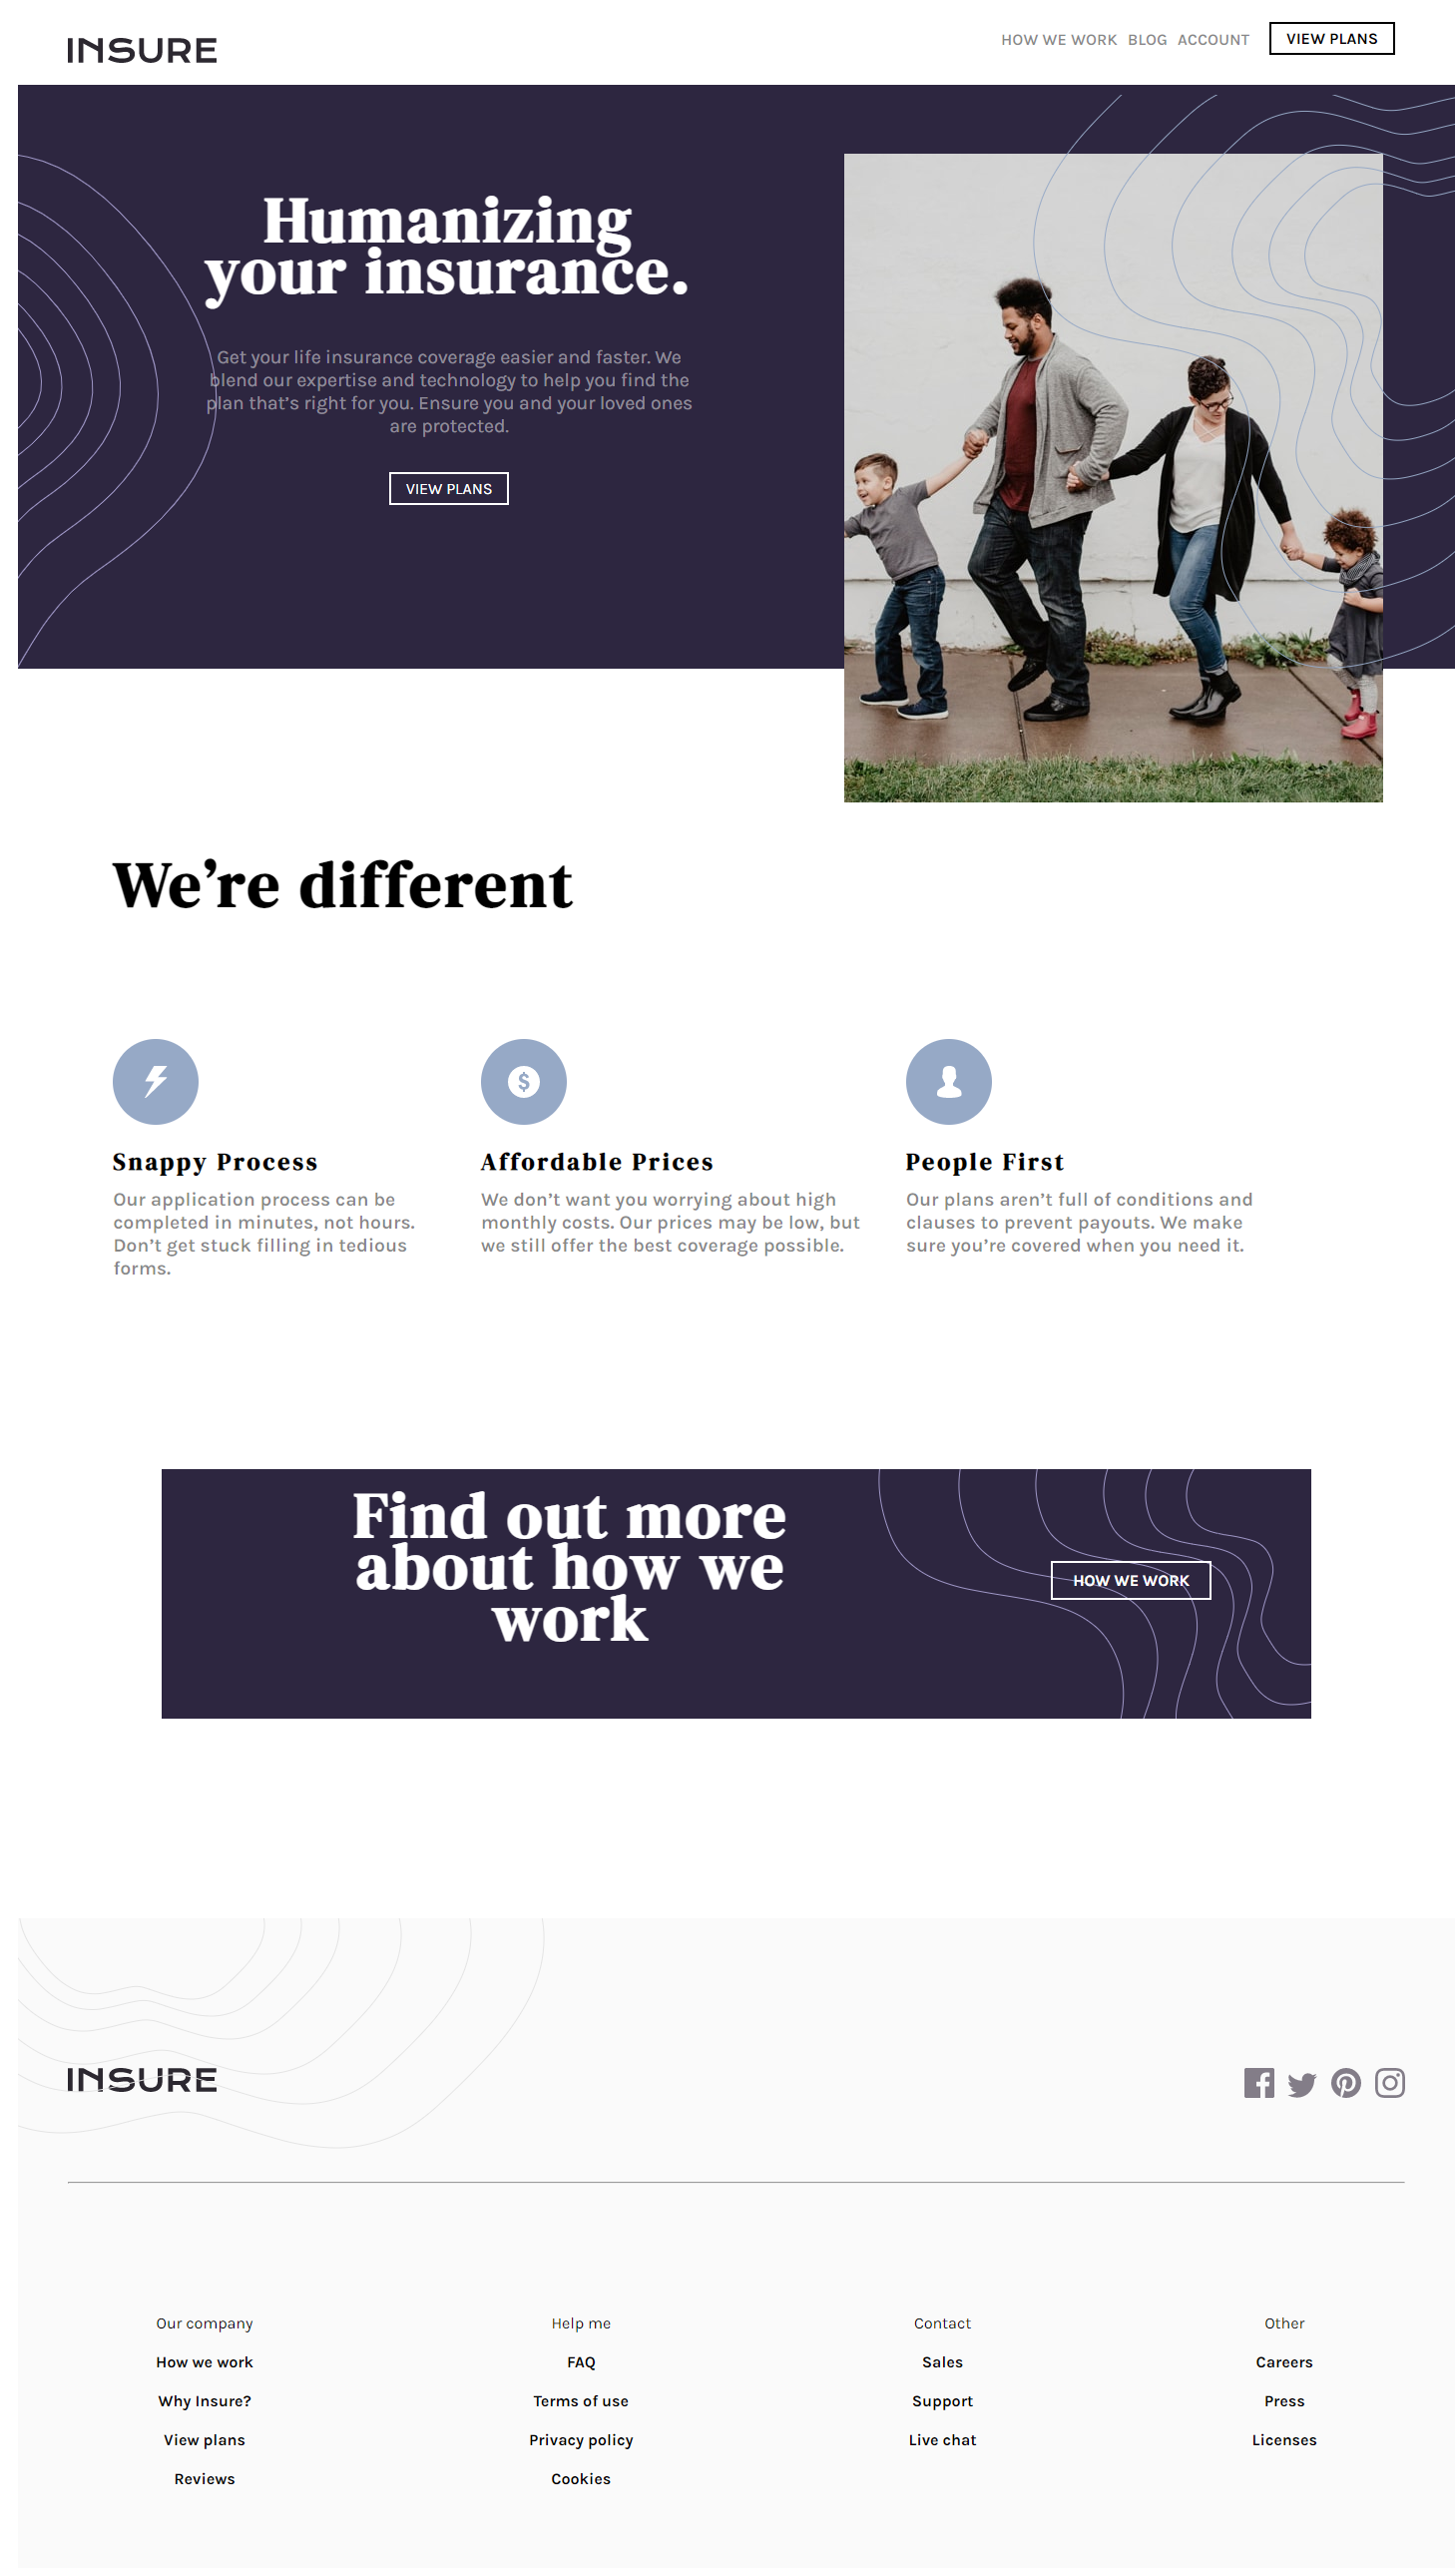 INSURE
HOW WE WORK BLOG ACCOUNT VIEW PLANS
Humanizing
your insurance.
Get your life insurance coverage easier and faster. We
blend our expertise and technology to help you find the
plan that’s right for you. Ensure you and your loved ones
are protected.
VIEW PLANS
We’re different
Snappy Process
Our application process can be
completed in minutes, not hours.
Don’t get stuck filling in tedious
forms.
Affordable Prices
We don’t want you worrying about high
monthly costs. Our prices may be low, but
we still offer the best coverage possible.
People First
Our plans aren’t full of conditions and
clauses to prevent payouts. We make
sure you’re covered when you need it.
Find out more
about how we
work
HOW WE WORK
INSURE
Our company
How we work
Why Insure?
View plans
Reviews
Help me
FAQ
Terms of use
Privacy policy
Cookies
Contact
Sales
Support
Live chat
Other
Careers
Press
Licenses